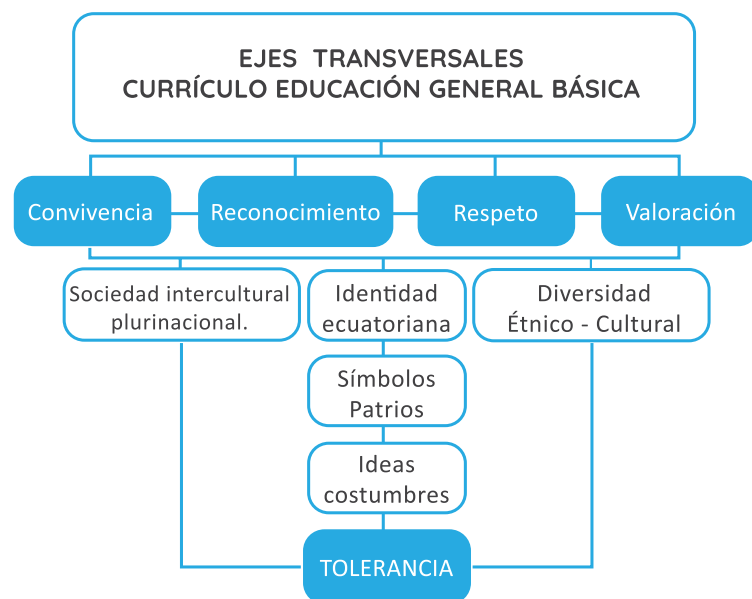 EJES TRANSVERSALES
CURRÍCULO EDUCACIÓN GENERAL BÁSICA
Convivencia
Reconocimiento
Respeto
Valoración
Sociedad intercultural
plurinacional.
Identidad
ecuatoriana
Diversidad
Étnico - Cultural
Símbolos
Patrios
Ideas
costumbres
TOLERANCIA